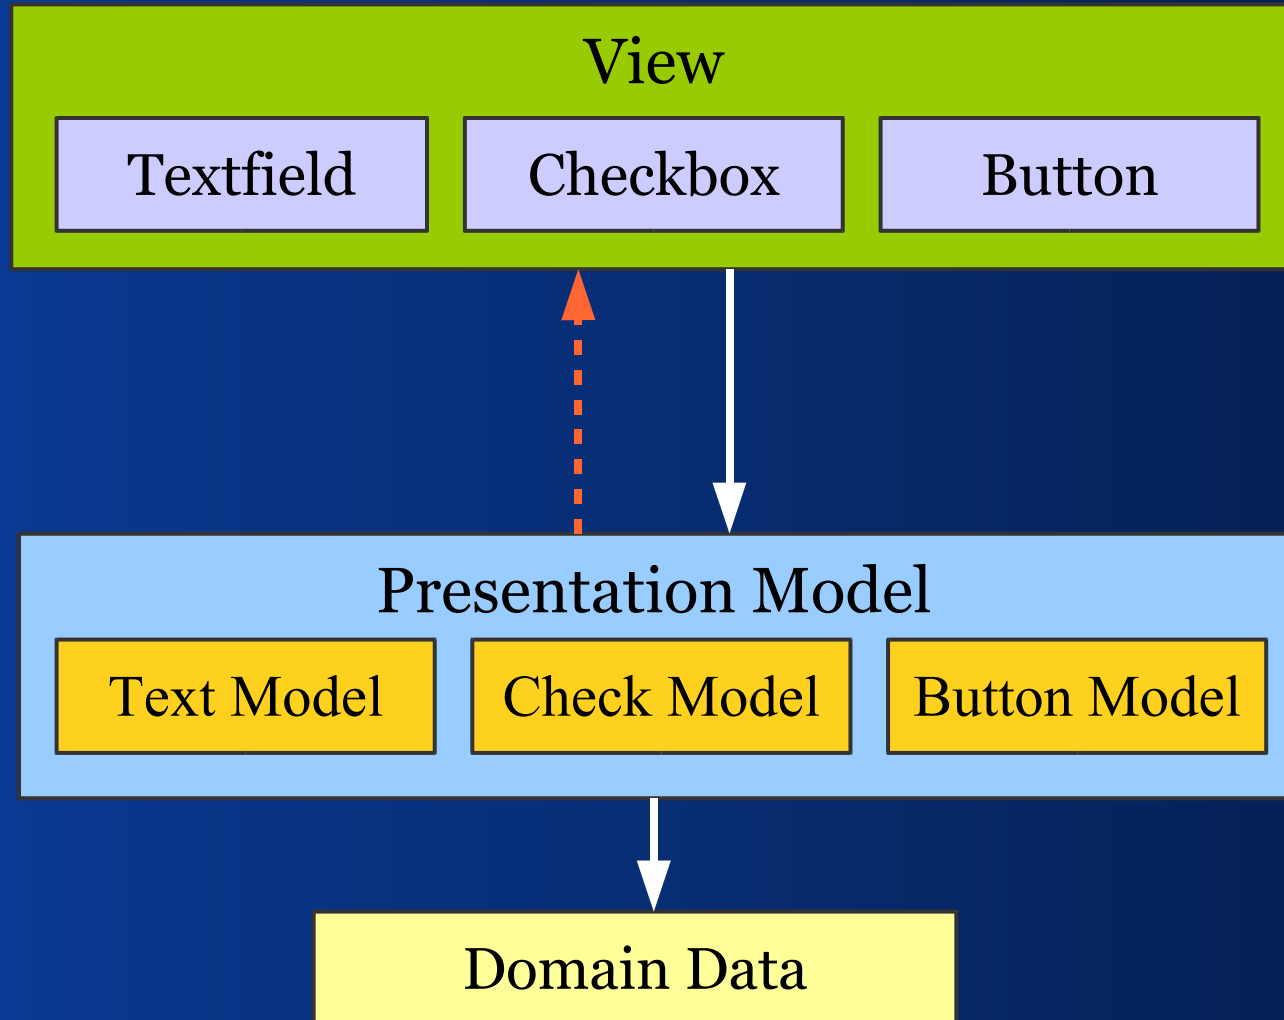 View
Textfield
Checkbox
Button
Presentation Model
Text Model
Check Model
Button Model
Domain Data